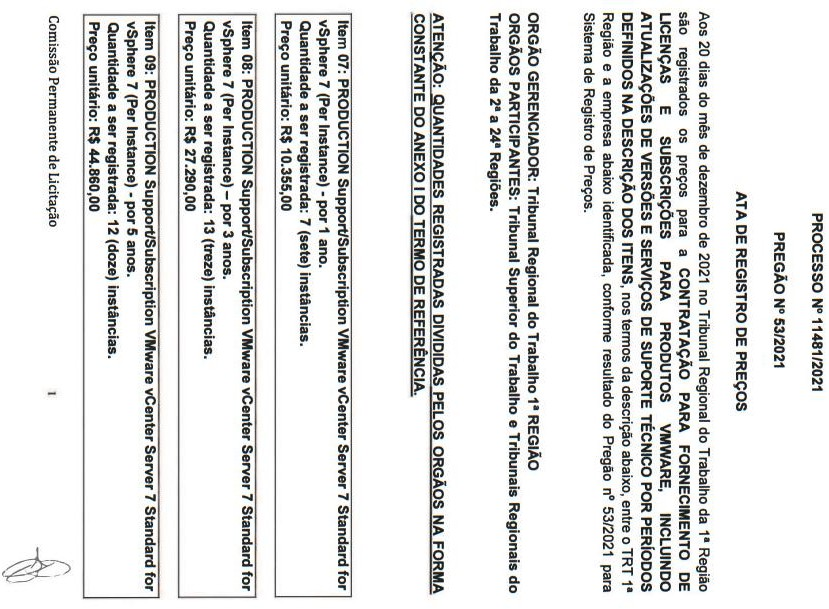 PROCESSO Nº 11481/2021
PREGÃO Nº 53/2021
ATA DE REGISTRO DE PREÇOS
Aos 20 dias do mês de dezembro de 2021 no Tribunal Regional do Trabalho da 1ª Região
são registrados os preços para a CONTRATAÇÃO PARA FORNECIMENTO DE
LICENÇAS E SUBSCRIÇÕES PARA PRODUTOS VMWARE, INCLUINDO
ATUALIZAÇÕES DE VERSÕES E SERVIÇOS DE SUPORTE TÉCNICO POR PERÍODOS
DEFINIDOS NA DESCRIÇÃO DOS ITENS, nos termos da descrição abaixo, entre o TRT 1ª
Região e a empresa abaixo identificada, conforme resultado do Pregão nº 53/2021 para
Sistema de Registro de Preços.
ORGÃO GERENCIADOR: Tribunal Regional do Trabalho 1ª REGIÃO
ORGÃOS PARTICIPANTES: Tribunal Superior do Trabalho e Tribunais Regionais do
Trabalho da 2ª a 24ª Regiões.
ATENÇÃO: QUANTIDADES REGISTRADAS DIVIDIDAS PELOS ORGÃOS NA FORMA
CONSTANTE DO ANEXO I DO TERMO DE REFERÊNCIA.
Item 07: PRODUCTION Support/Subscription VMware vCenter Server 7 Standard for
vSphere 7 (Per Instance) - por 1 ano.
Quantidade a ser registrada: 7 (sete) instâncias.
Preço unitário: R$ 10.355,00
Item 08: PRODUCTION Support/Subscription VMware vCenter Server 7 Standard for
vSphere 7 (Per Instance) – por 3 anos.
Quantidade a ser registrada: 13 (treze) instâncias.
Preço unitário: R$ 27.290,00
Item 09: PRODUCTION Support/Subscription VMware vCenter Server 7 Standard for
vSphere 7 (Per Instance) - por 5 anos.
Quantidade a ser registrada: 12 (doze) instâncias.
Preço unitário: R$ 44.860,00
Comissão Permanente de Licitação
1